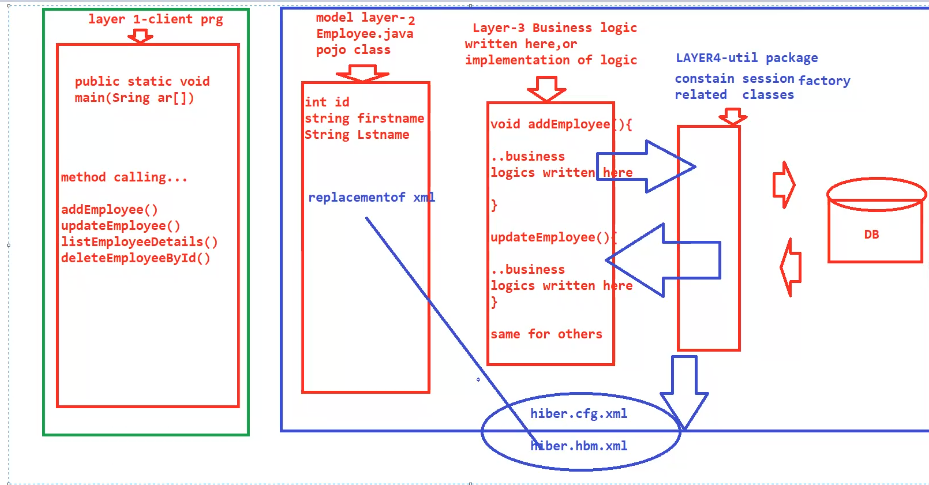 layer 1-client prg
public static void
main(Sring ar[])
method calling...
addEmployee()
updateEmployee()
listEmployeeDetails()
deleteEmployeeById()
model layer-2
Employee.java
pojo class
int id
string firstname
String Lstname
replacementof xml
Layer-3 Business logic
written here,or
implementation of logic
void addEmployee(){
..business
logics written here
}
updateEmployee(){
..business
logics written here
}
same for others
LAYER4-util package
constain session factory
related classes
DB
hiber.cfg.xml
hiber.hbm.xml